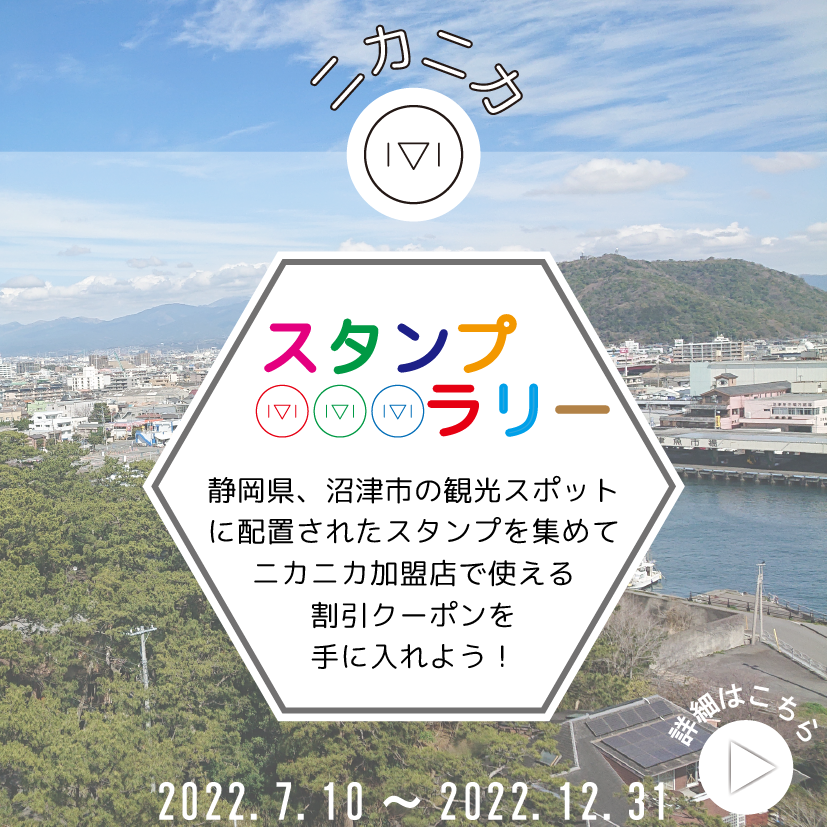 ニカニカ
スタンプ
ラリー
静岡県、沼津市の観光スポット
に配置されたスタンプを集めて
ニカニカ加盟店で使える
割引クーポンを
手に入れよう！
魚市場
詳細はこちら
2022.7.10 〜 2022.12.31